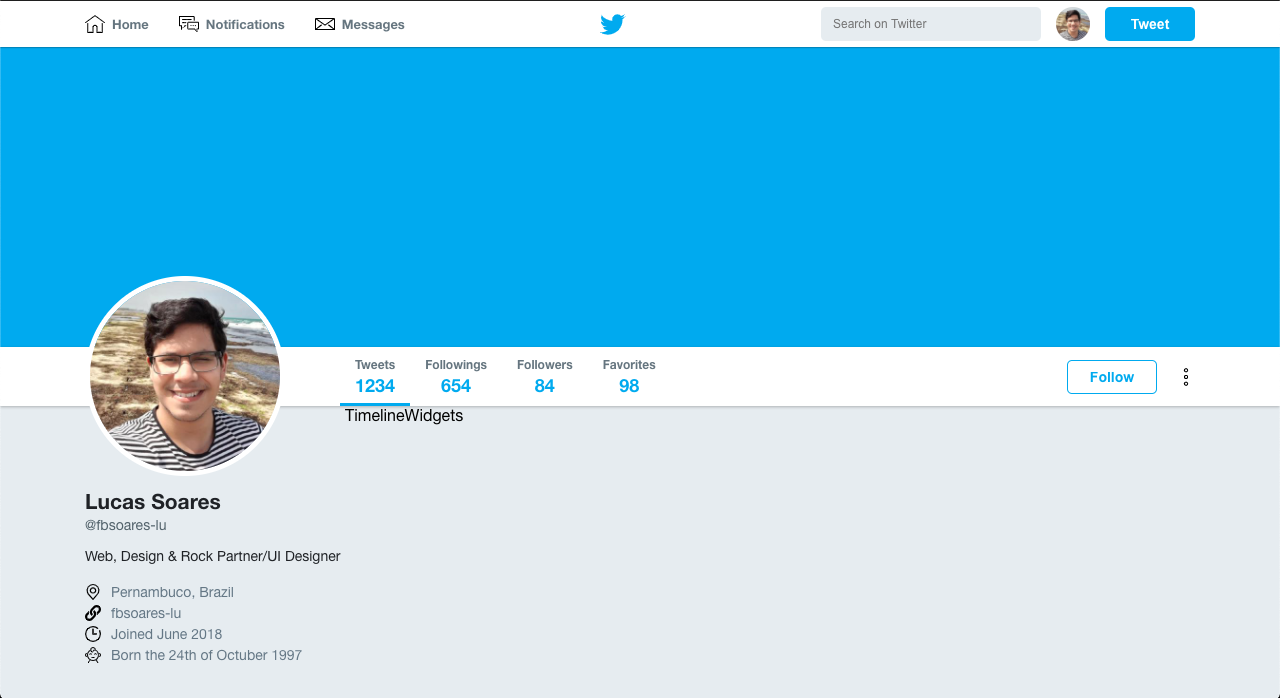 Home Notifications Messages Search on Twitter Tweet
Tweets Followings Followers Favorites
1234 654 84 98
Follow
TimelineWidgets
Lucas Soares
@fbsoares-lu
Web, Design & Rock Partner/UI Designer
Pernambuco, Brazil
fbsoares-lu
Joined June 2018
Born the 24th of Octuber 1997